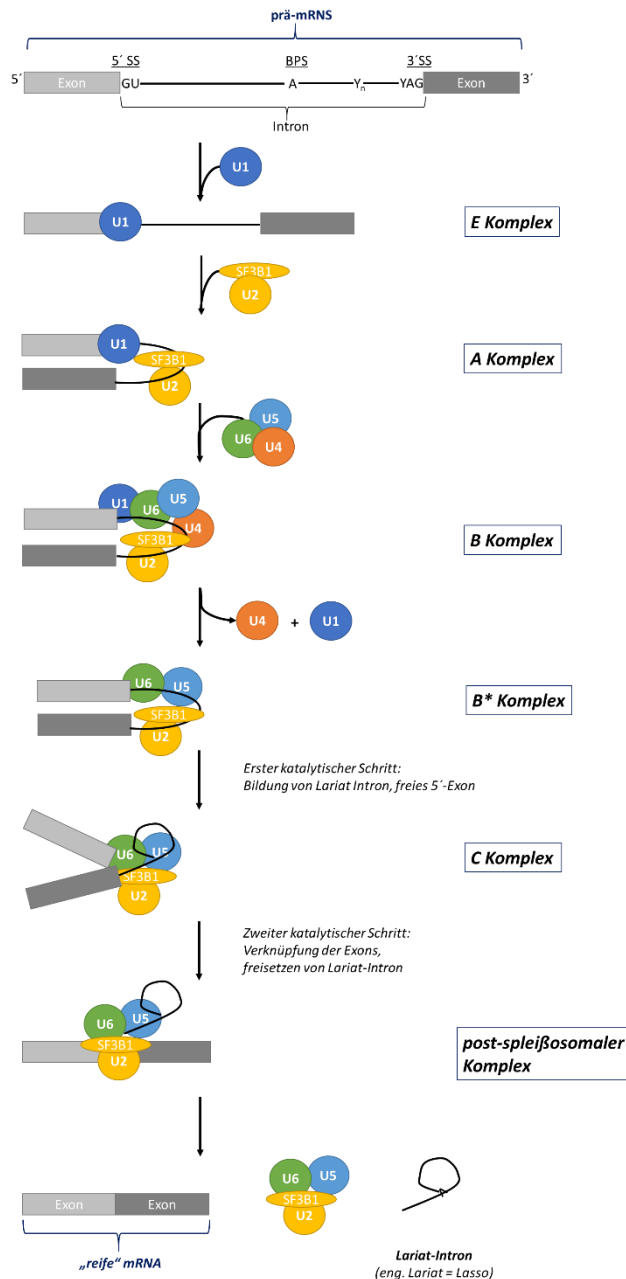 prä-mRNS
5´ SS BPS 3´SS
5´ Exon GU A Yn YAG Exon 3´
Intron
U1
U1
E Komplex
SF3B1
U2
U1
SF3B1
U2
A Komplex
U5
U6
U4
U1
U6
U5
U4
SF3B1
U2
B Komplex
U4 + U1
U6
U5
SF3B1
U2
B* Komplex
Erster katalytischer Schritt:
Bildung von Lariat Intron, freies 5´-Exon
U6
U5
SF3B1
U2
C Komplex
Zweiter katalytischer Schritt:
Verknüpfung der Exons,
freisetzen von Lariat-Intron
U6
U5
SF3B1
U2
post-spleißosomaler
Komplex
U6
U5
SF3B1
U2
Exon Exon
„reife“ mRNA
Lariat-Intron
(eng. Lariat = Lasso)